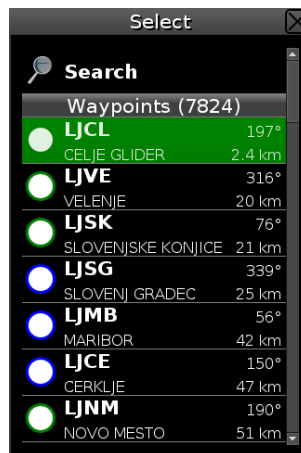 Select
Search
Waypoints (7824)
LJCL 197°
CELJE GLIDER 2.4 km
LJVE 316°
VELENJE 20 km
LJSK 76°
SLOVENJSKE KONJICE 21 km
LJSG 339°
SLOVENJ GRADEC 25 km
LJMB 56°
MARIBOR 42 km
LJCE 150°
CERKLJE 47 km
LJNM 190°
NOVO MESTO 51 km